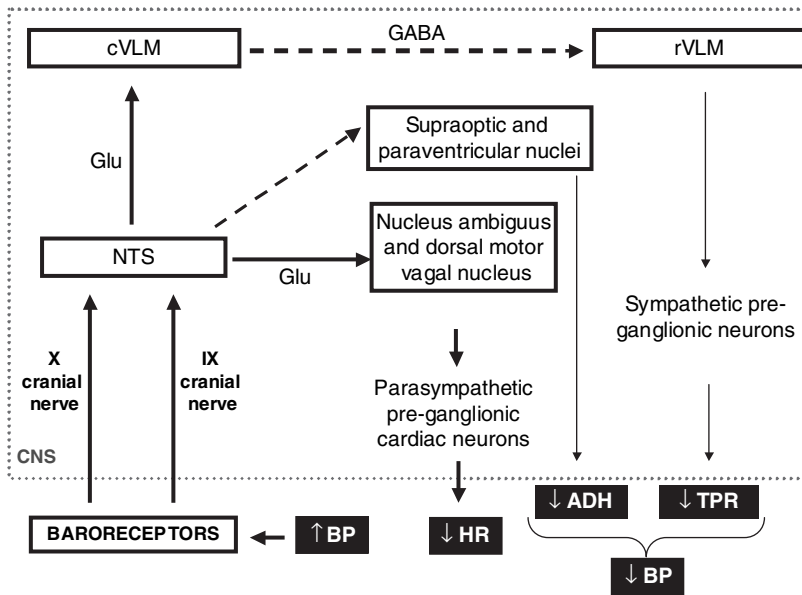 cVLM
GABA
rVLM
Glu
Supraoptic and
paraventricular nuclei
NTS
Glu
Nucleus ambiguus
and dorsal motor
vagal nucleus
Sympathetic pre-
ganglionic neurons
X
cranial
nerve
IX
cranial
nerve
Parasympathetic
pre-ganglionic
cardiac neurons
CNS
BARORECEPTORS
↑BP
↓HR
↓ADH
↓TPR
↓BP